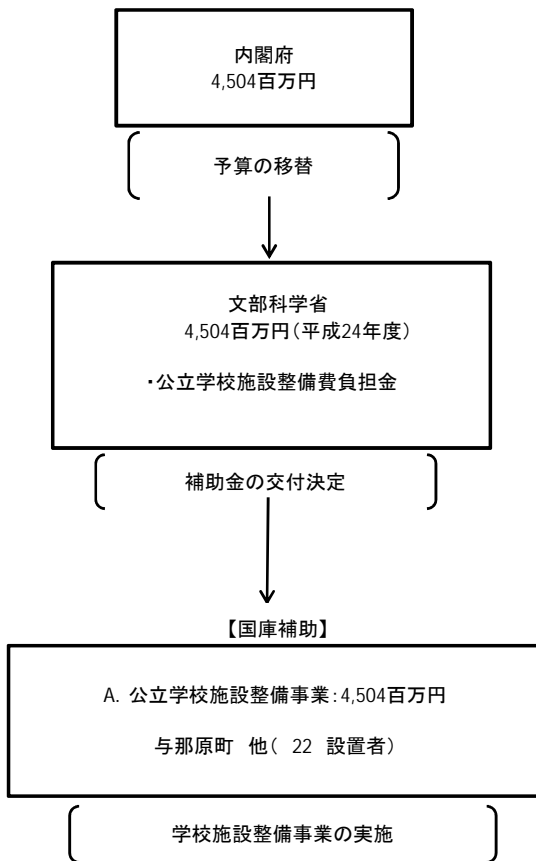 内閣府
4,504百万円
予算の移替
文部科学省
4,504百万円(平成24年度)
・公立学校施設整備費負担金
補助金の交付決定
【国庫補助】
A. 公立学校施設整備事業:4,504百万円
与那原町 他( 22 設置者)
学校施設整備事業の実施